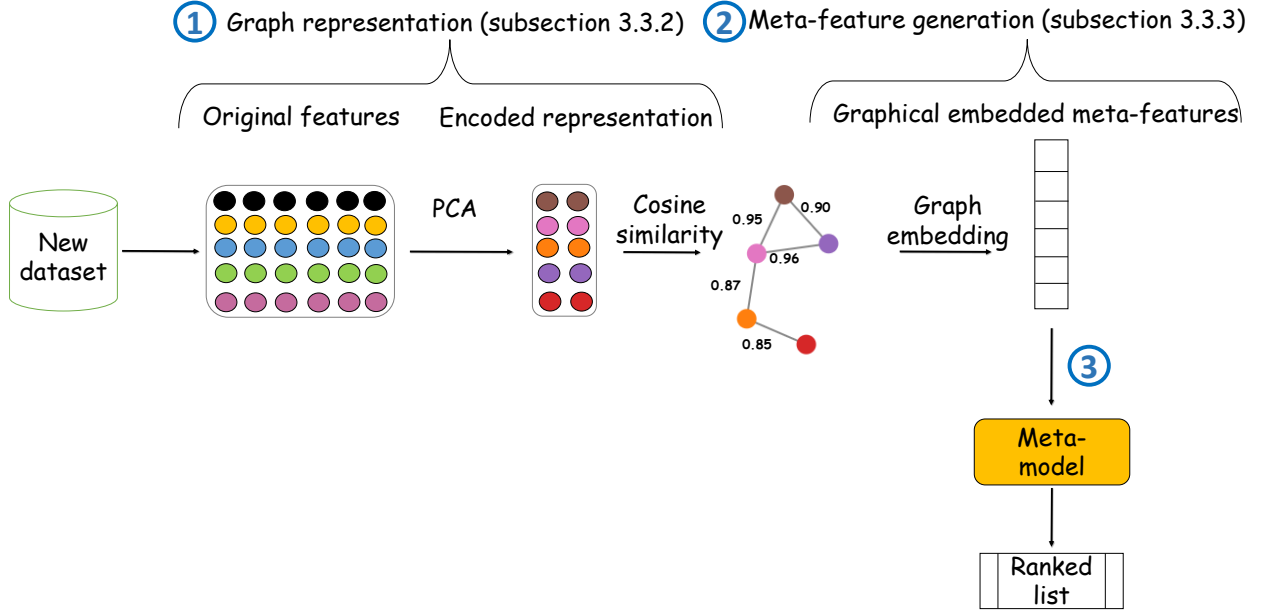 1 Graph representation (subsection 3.3.2)
2 Meta-feature generation (subsection 3.3.3)
Original features
Encoded representation
Graphical embedded meta-features
New
dataset
PCA
Cosine
similarity
0.95
0.90
0.96
0.87
0.85
Graph
embedding
3
Meta-
model
Ranked
list